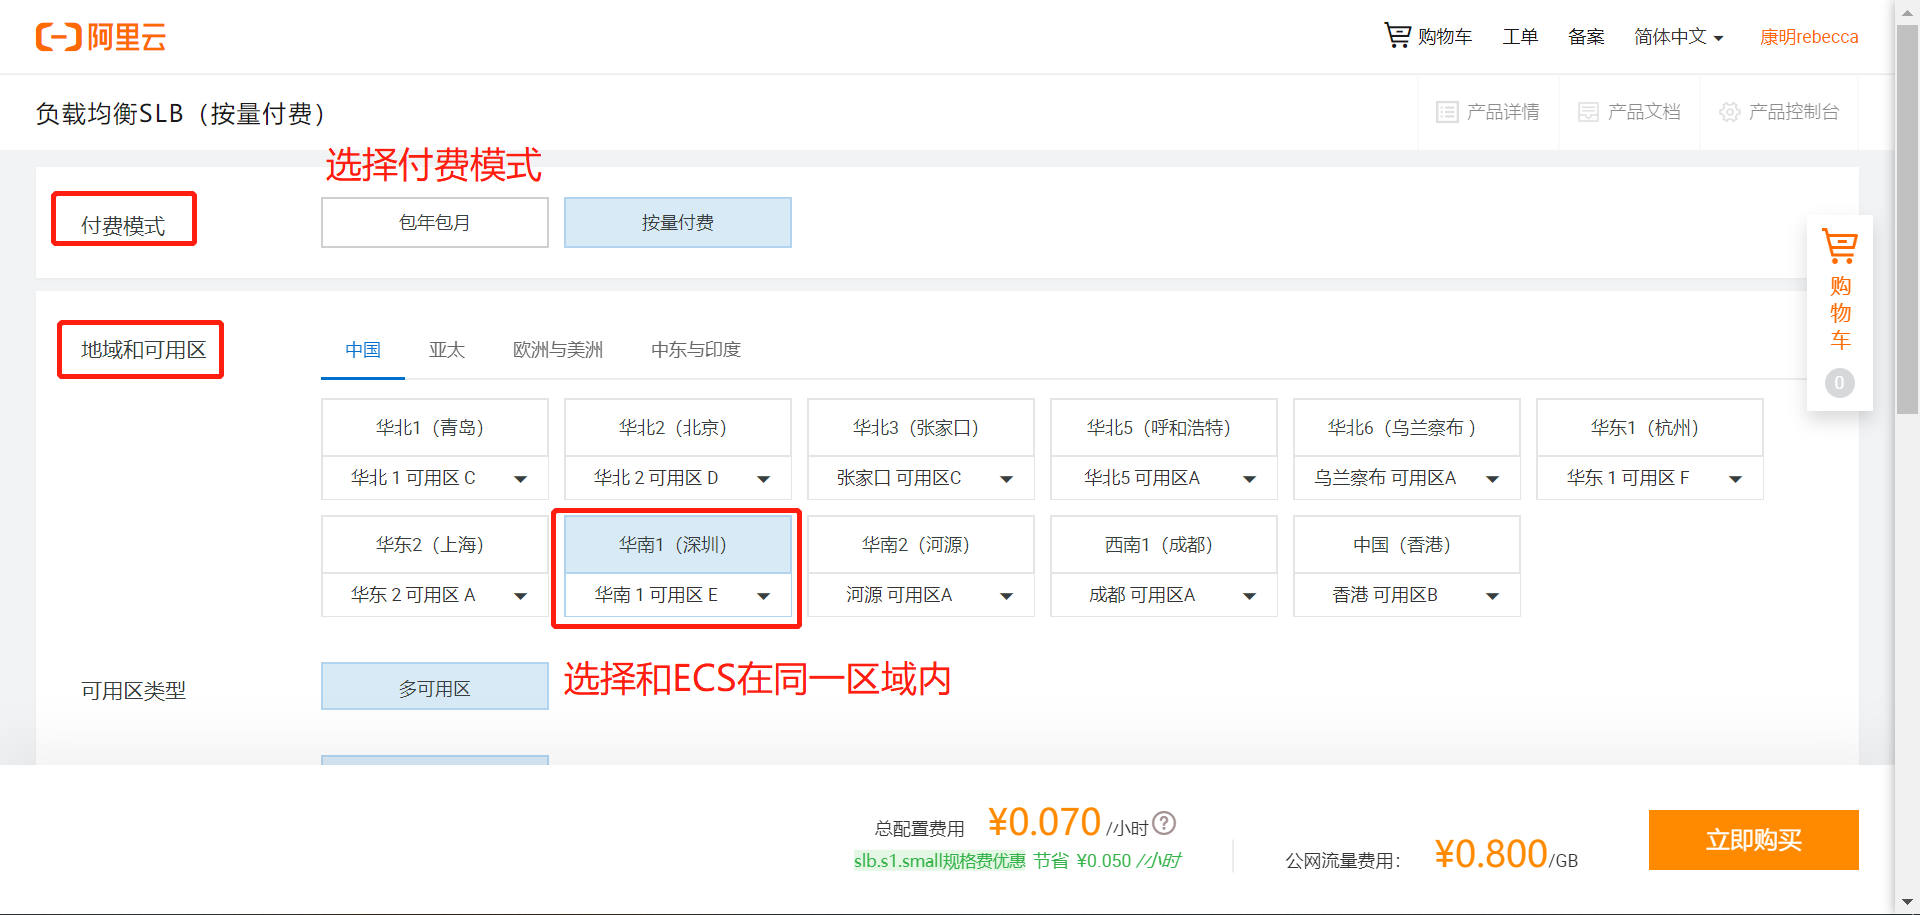 阿里云
购物车 工单 备案 简体中文 康明rebecca
负载均衡SLB（按量付费）
产品详情 产品文档 产品控制台
选择付费模式
付费模式 包年包月 按量付费
购物车
0
地域和可用区 中国 亚太 欧洲与美洲 中东与印度
华北1（青岛） 华北2（北京） 华北3（张家口） 华北5（呼和浩特） 华北6（乌兰察布 ） 华东1（杭州）
华北 1 可用区 C 华北 2 可用区 D 张家口 可用区C 华北5 可用区A 乌兰察布 可用区A 华东 1 可用区 F
华东2（上海） 华南1（深圳） 华南2（河源） 西南1（成都） 中国（香港）
华东 2 可用区 A 华南 1 可用区 E 河源 可用区A 成都 可用区A 香港 可用区B
可用区类型 多可用区 选择和ECS在同一区域内
总配置费用 ¥0.070 /小时 ?
slb.s1.small规格费优惠 节省 ¥0.050 /小时
公网流量费用： ¥0.800/GB
立即购买